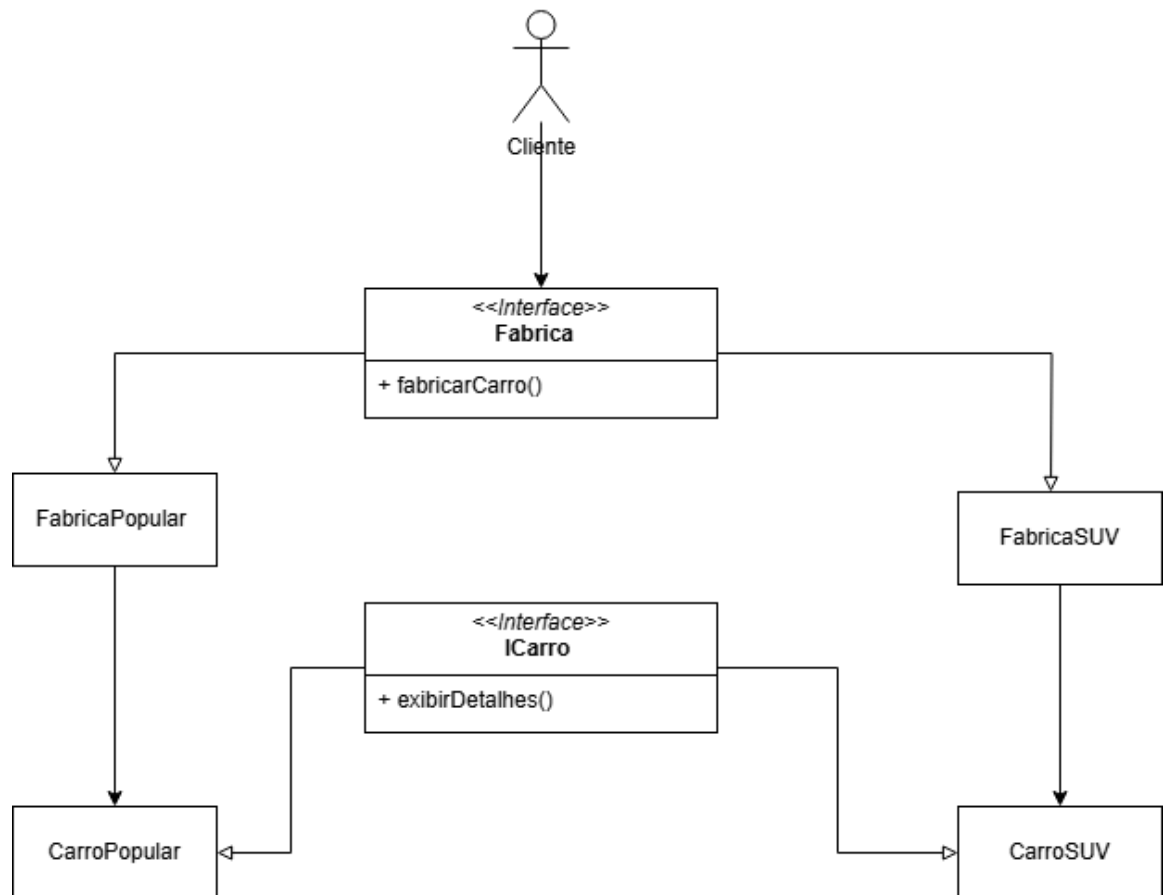 Cliente
<<Interface>>
Fabrica
+ fabricarCarro()
FabricaPopular
FabricaSUV
<<Interface>>
ICarro
+ exibirDetalhes()
CarroPopular
CarroSUV